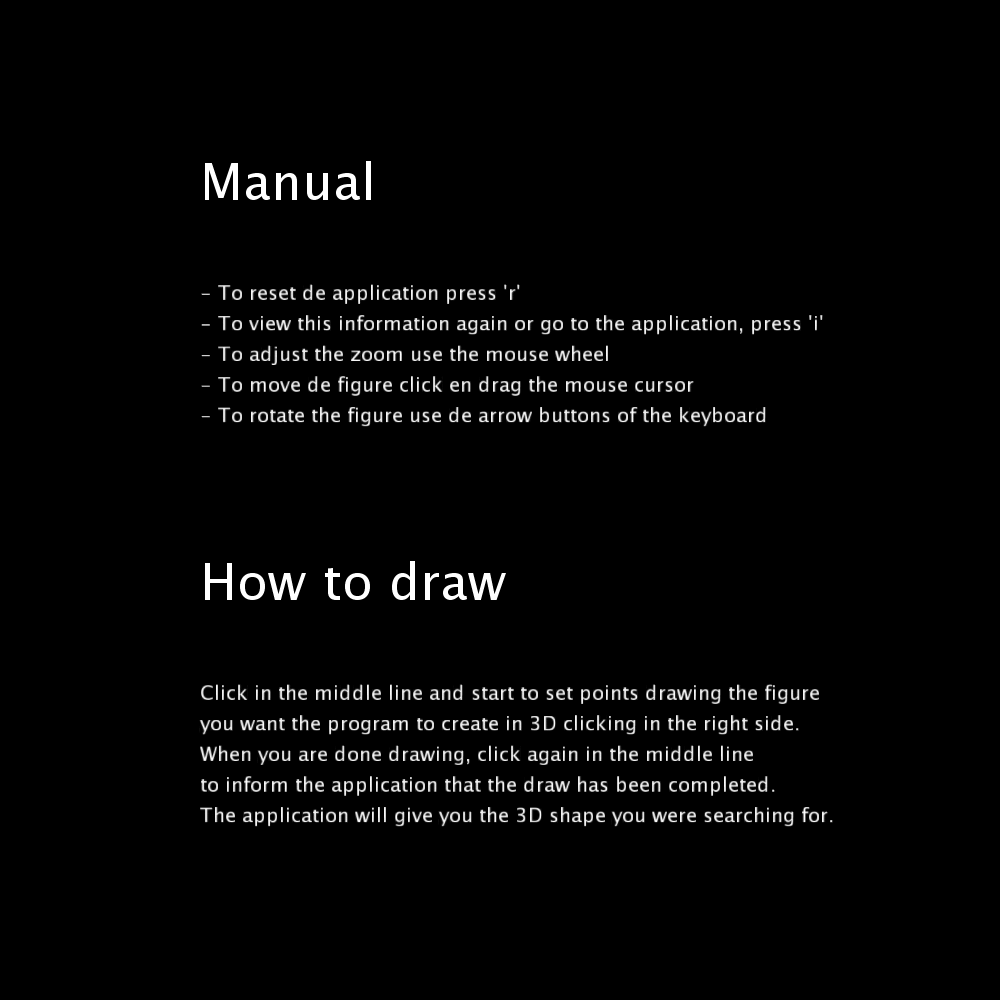 Manual
- To reset de application press 'r'
- To view this information again or go to the application, press 'i'
- To adjust the zoom use the mouse wheel
- To move de figure click en drag the mouse cursor
- To rotate the figure use de arrow buttons of the keyboard
How to draw
Click in the middle line and start to set points drawing the figure
you want the program to create in 3D clicking in the right side.
When you are done drawing, click again in the middle line
to inform the application that the draw has been completed.
The application will give you the 3D shape you were searching for.